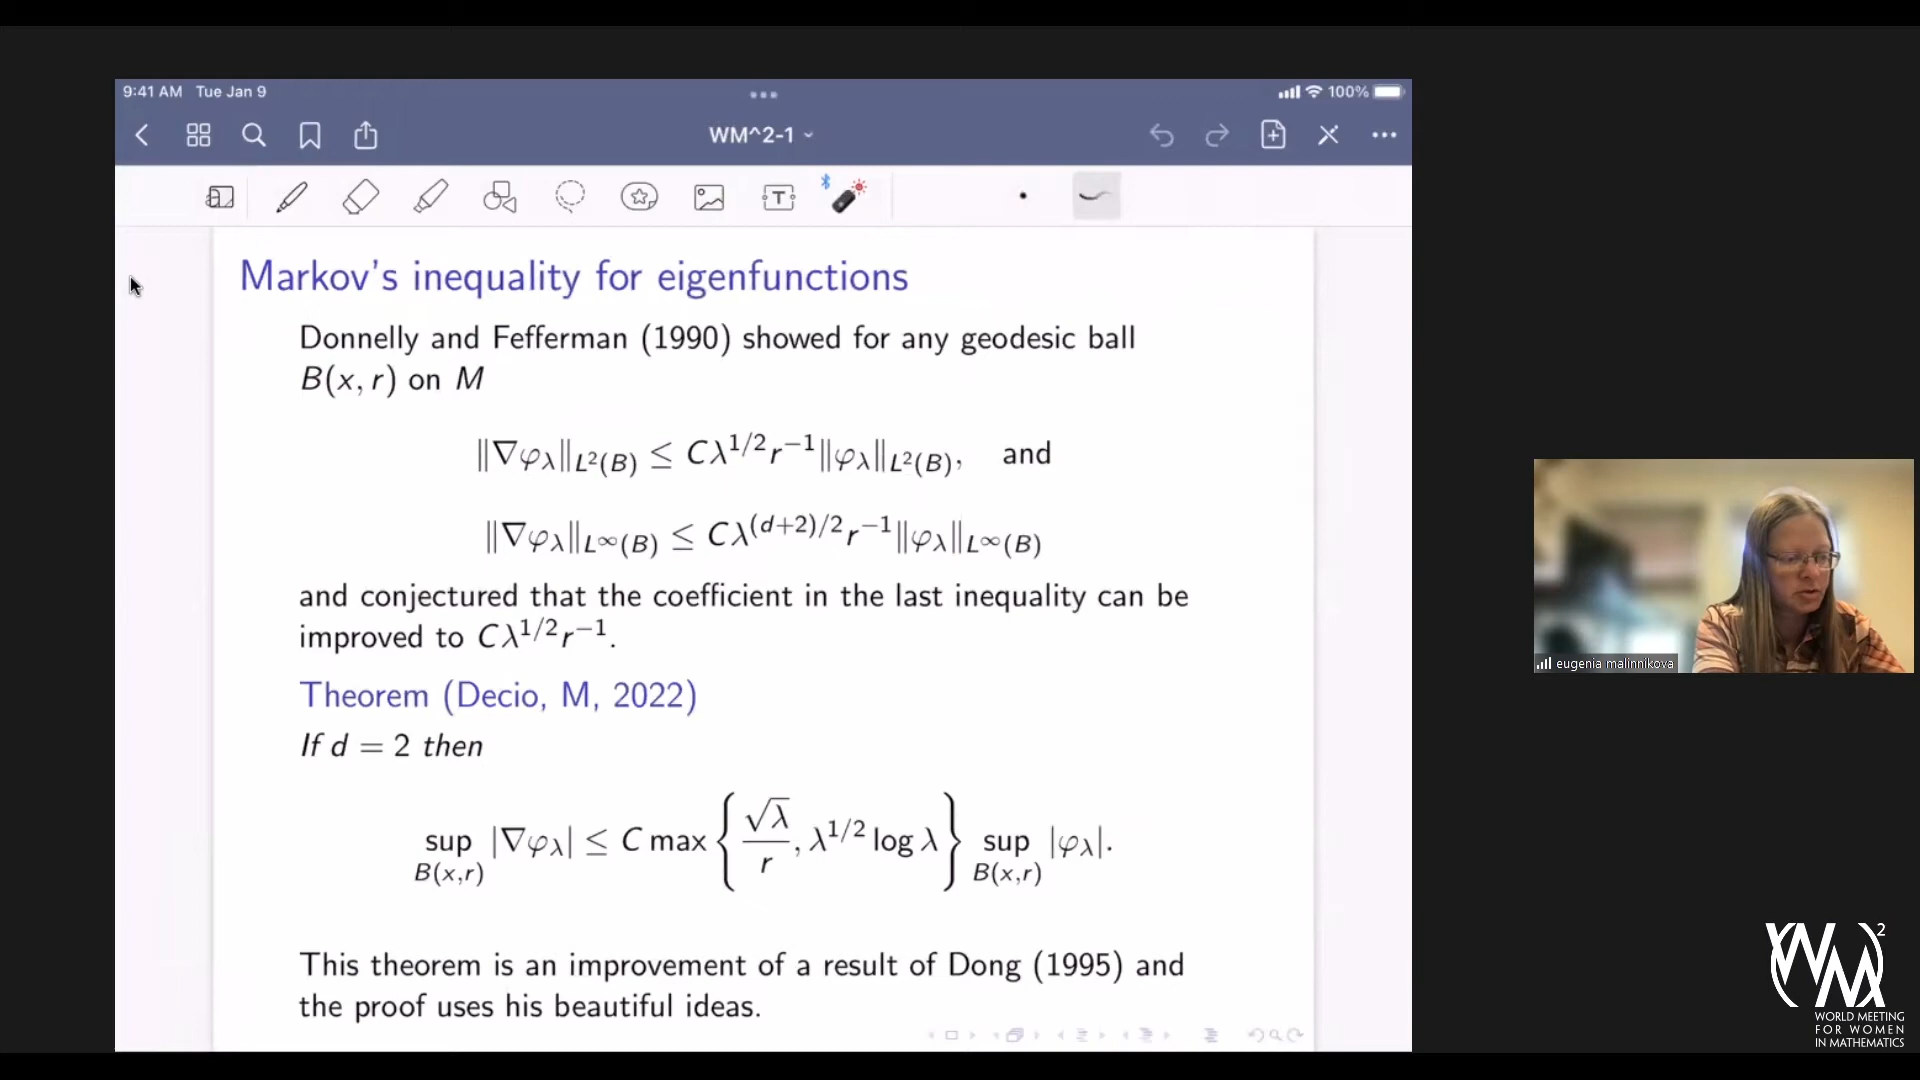 9:41 AM Tue Jan 9
100%
WM^2-1
T
Markov's inequality for eigenfunctions
Donnelly and Fefferman (1990) showed for any geodesic ball
B(x, r) on M
‖∇φ_λ‖_{L²(B)} ≤ Cλ^{1/2}r^{−1}‖φ_λ‖_{L²(B)}, and
‖∇φ_λ‖_{L^∞(B)} ≤ Cλ^{(d+2)/2}r^{−1}‖φ_λ‖_{L^∞(B)}
and conjectured that the coefficient in the last inequality can be
improved to Cλ^{1/2}r^{−1}.
Theorem (Decio, M, 2022)
If d = 2 then
sup_{B(x,r)} |∇φ_λ| ≤ C max { √λ/r , λ^{1/2} log λ } sup_{B(x,r)} |φ_λ|.
This theorem is an improvement of a result of Dong (1995) and
the proof uses his beautiful ideas.
eugenia malinnikova
WM²
WORLD MEETING
FOR WOMEN
IN MATHEMATICS